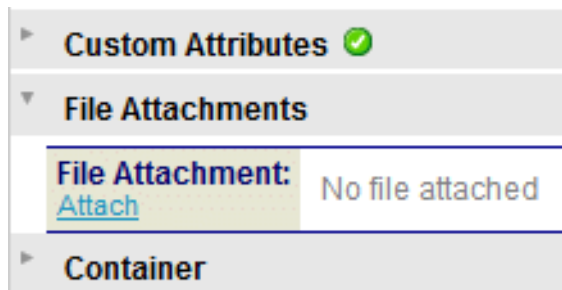 Custom Attributes
File Attachments
File Attachment:
Attach
No file attached
Container